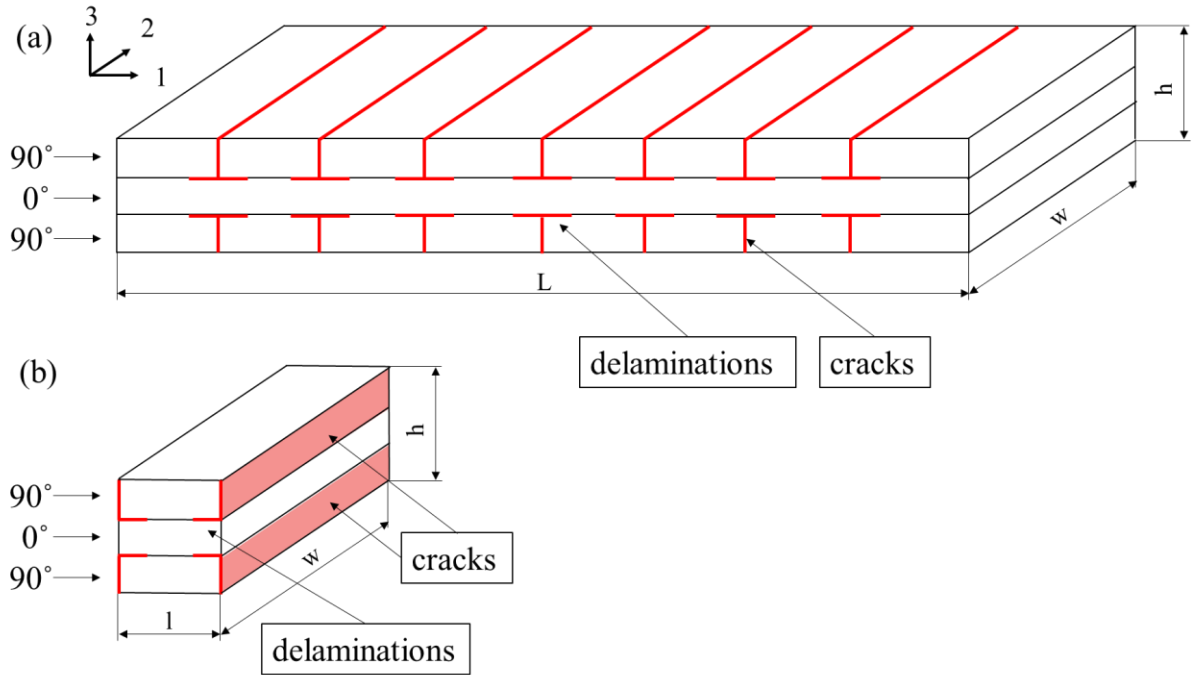 (a)
3
2
1
90°
0°
90°
h
w
L
delaminations
cracks
(b)
90°
0°
90°
h
w
l
cracks
delaminations